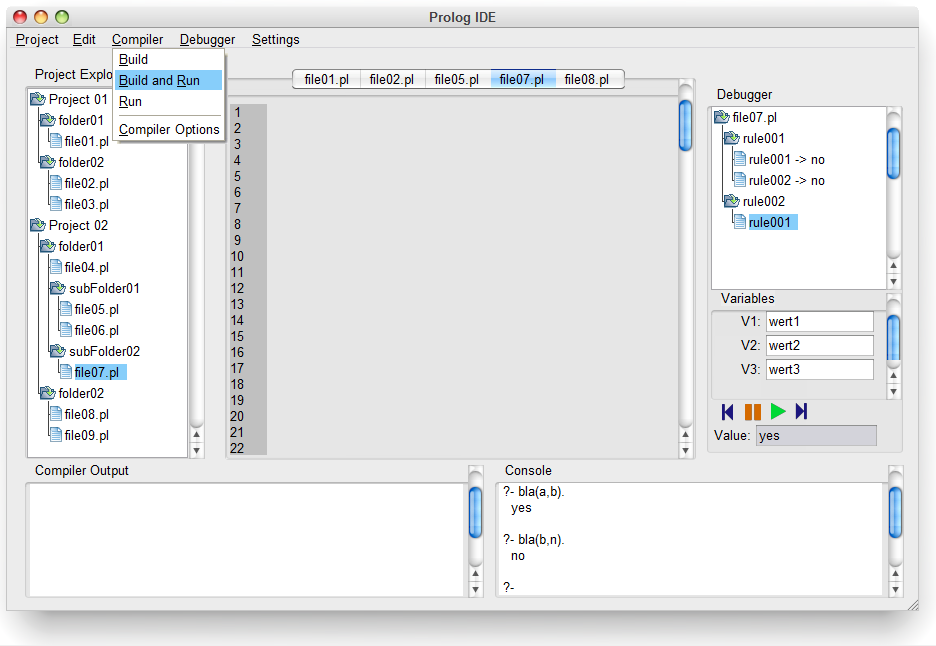 Prolog IDE
Project Edit Compiler Debugger Settings
Build
Build and Run
Run
Compiler Options
Project Explo
Project 01
folder01
file01.pl
folder02
file02.pl
file03.pl
Project 02
folder01
file04.pl
subFolder01
file05.pl
file06.pl
subFolder02
file07.pl
folder02
file08.pl
file09.pl
file01.pl file02.pl file05.pl file07.pl file08.pl
1
2
3
4
5
6
7
8
9
10
11
12
13
14
15
16
17
18
19
20
21
22
Debugger
file07.pl
rule001
rule001 -> no
rule002 -> no
rule002
rule001
Variables
V1: wert1
V2: wert2
V3: wert3
Value: yes
Compiler Output
Console
?- bla(a,b).
yes
?- bla(b,n).
no
?-